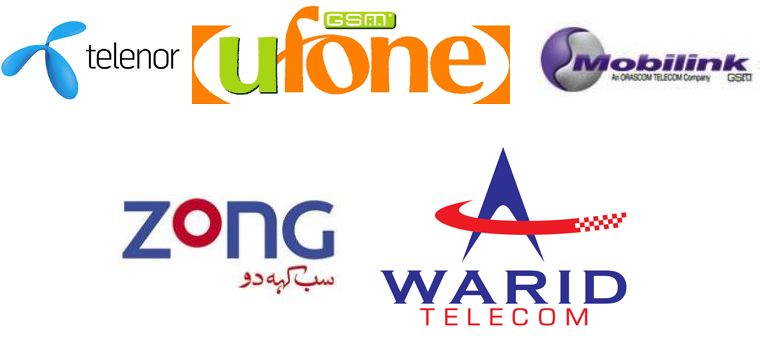 telenor
GSM
ufone
Mobilink
An ORASCOM TELECOM Company GSM
ZONG
سب کہہ دو
WARID
TELECOM